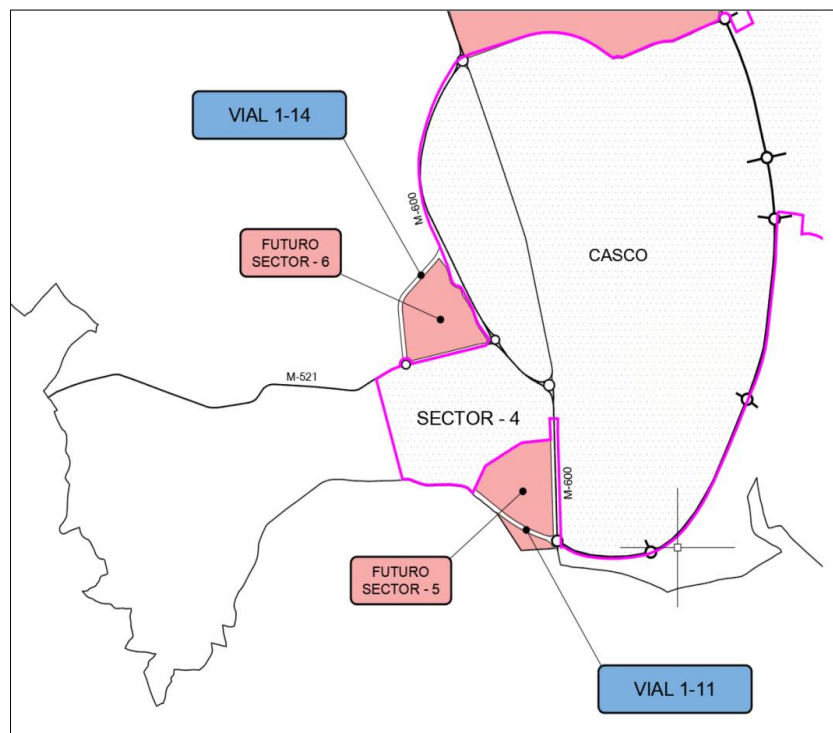 VIAL 1-14
M-600
FUTURO
SECTOR - 6
CASCO
M-521
SECTOR - 4
M-600
FUTURO
SECTOR - 5
VIAL 1-11